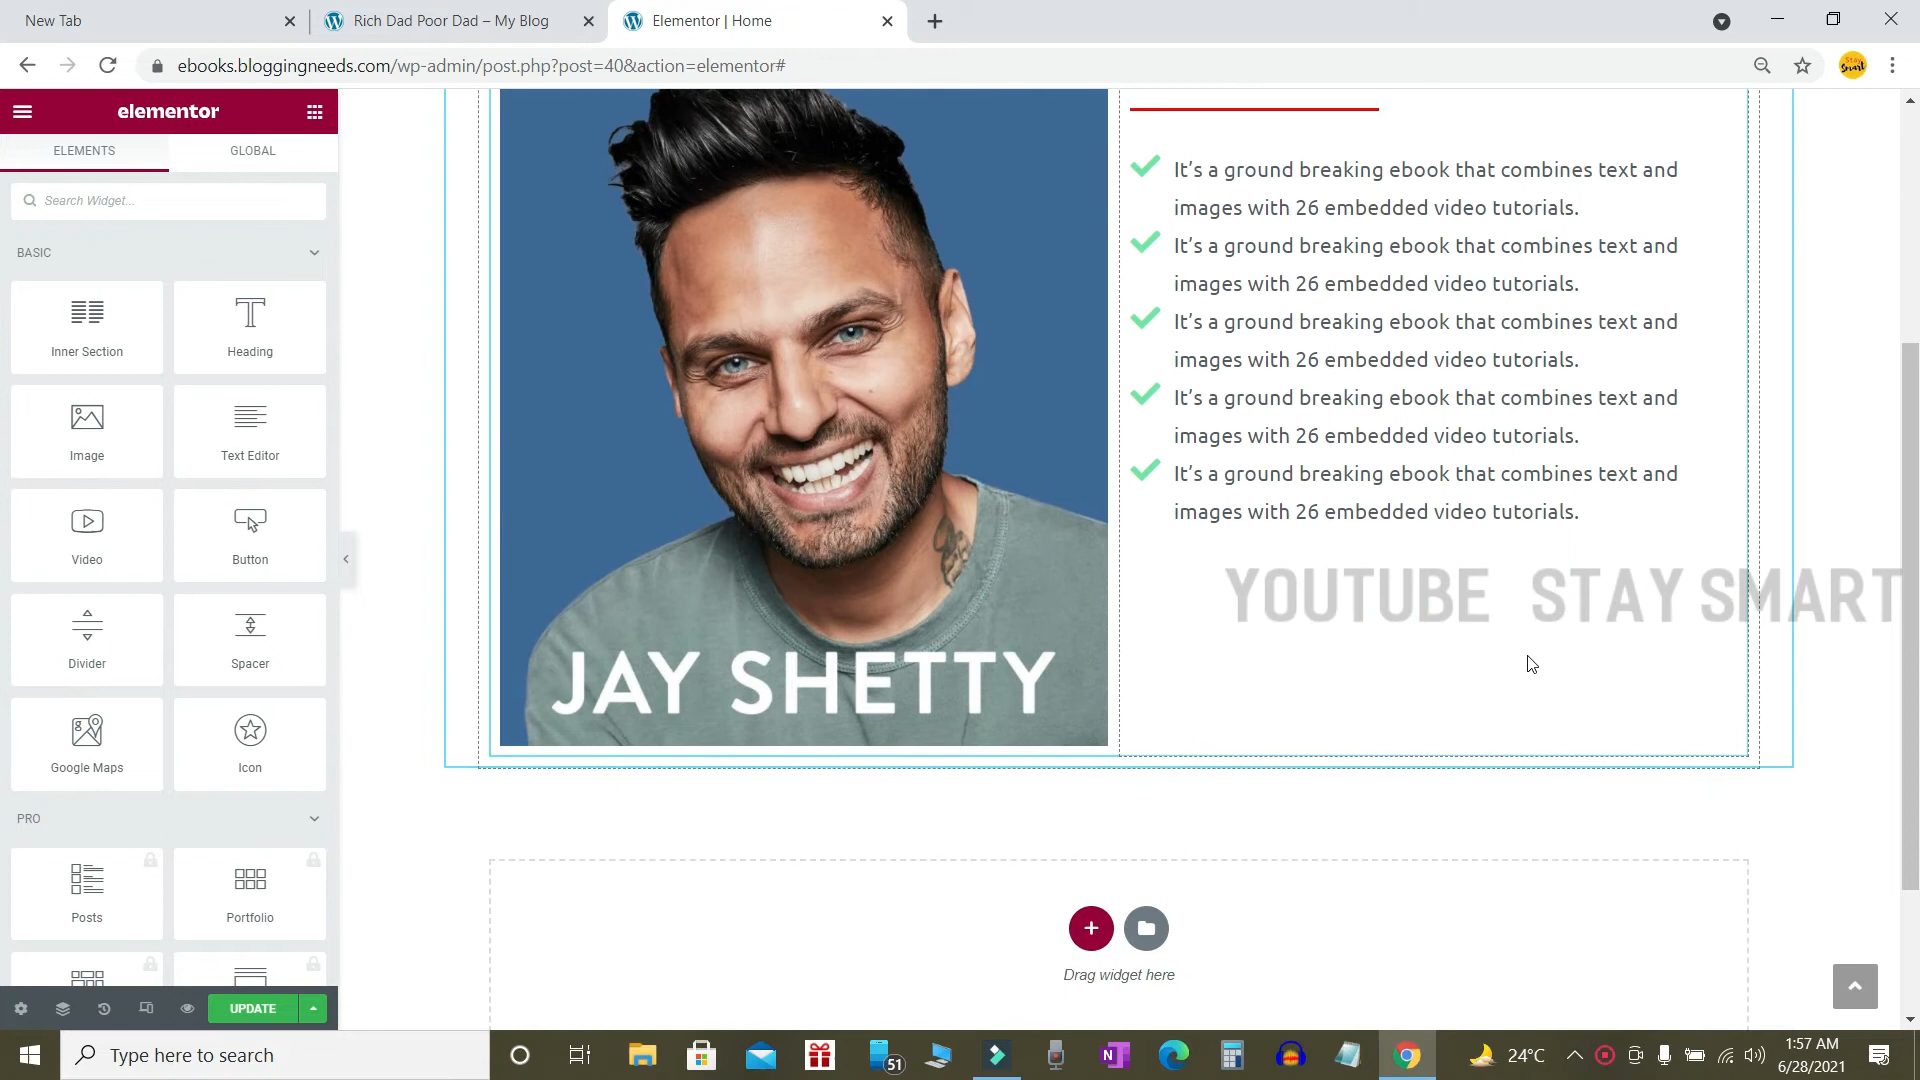 New Tab
Rich Dad Poor Dad – My Blog
Elementor | Home
ebooks.bloggingneeds.com/wp-admin/post.php?post=40&action=elementor#
Stay
Smart
elementor
ELEMENTS
GLOBAL
Search Widget...
BASIC
Inner Section
Heading
Image
Text Editor
Video
Button
Divider
Spacer
Google Maps
Icon
PRO
Posts
Portfolio
UPDATE
JAY SHETTY
It’s a ground breaking ebook that combines text and
images with 26 embedded video tutorials.
It’s a ground breaking ebook that combines text and
images with 26 embedded video tutorials.
It’s a ground breaking ebook that combines text and
images with 26 embedded video tutorials.
It’s a ground breaking ebook that combines text and
images with 26 embedded video tutorials.
It’s a ground breaking ebook that combines text and
images with 26 embedded video tutorials.
YOUTUBE STAY SMART
Drag widget here
Type here to search
51
24°C
1:57 AM
6/28/2021